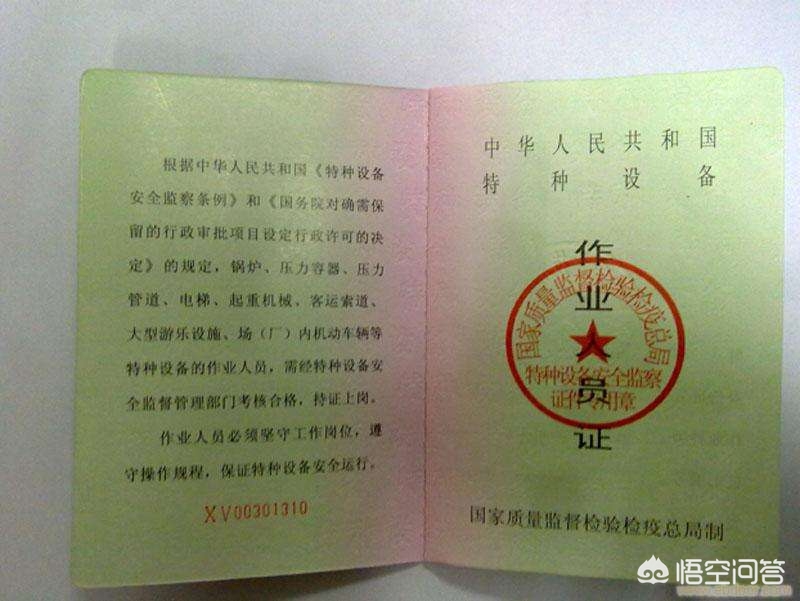 根据中华人民共和国《特种设备
安全监察条例》和《国务院对确需保
留的行政审批项目设定行政许可的决
定》的规定，锅炉、压力容器、压力
管道、电梯、起重机械、客运索道、
大型游乐设施、场（厂）内机动车辆等
特种设备的作业人员，需经特种设备安
全监督管理部门考核合格，持证上岗。
作业人员必须坚守工作岗位，遵
守操作规程，保证特种设备安全运行。
XV00301310
中华人民共和国
特种设备
作业人员证
国家质量监督检验检疫总局
特种设备安全监察
证件专用章
国家质量监督检验检疫总局制
悟空问答